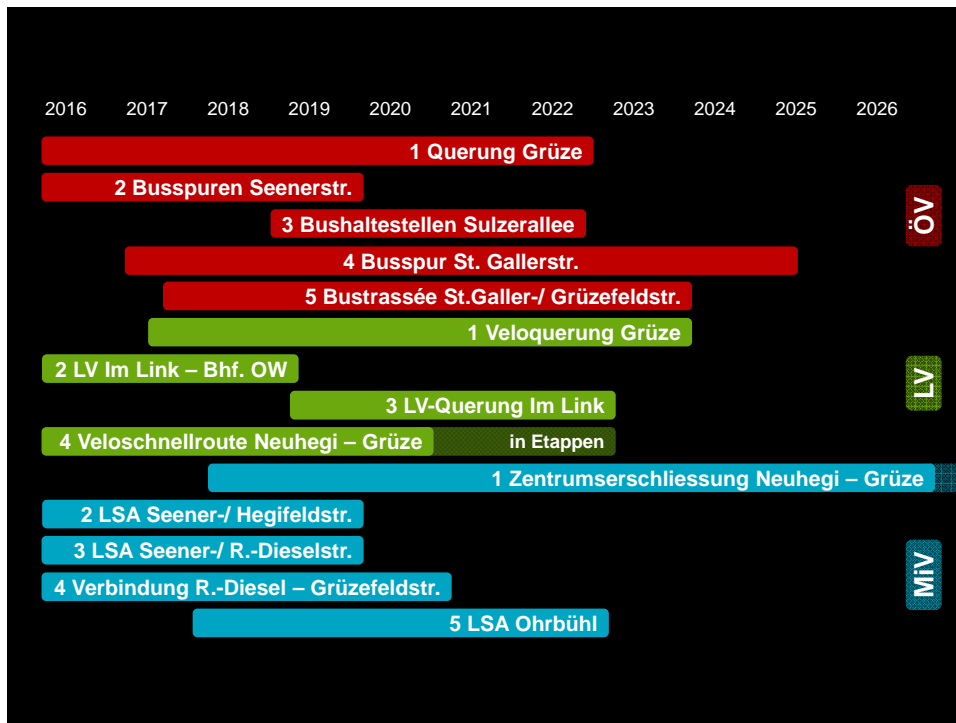 2016 2017 2018 2019 2020 2021 2022 2023 2024 2025 2026
1 Querung Grüze
2 Busspuren Seenerstr.
3 Bushaltestellen Sulzerallee
4 Busspur St. Gallerstr.
5 Bustrassée St.Galler-/ Grüzefeldstr.
ÖV
1 Veloquerung Grüze
2 LV Im Link – Bhf. OW
3 LV-Querung Im Link
4 Veloschnellroute Neuhegi – Grüze in Etappen
LV
1 Zentrumserschliessung Neuhegi – Grüze
2 LSA Seener-/ Hegifeldstr.
3 LSA Seener-/ R.-Dieselstr.
4 Verbindung R.-Diesel – Grüzefeldstr.
5 LSA Ohrbühl
MiV